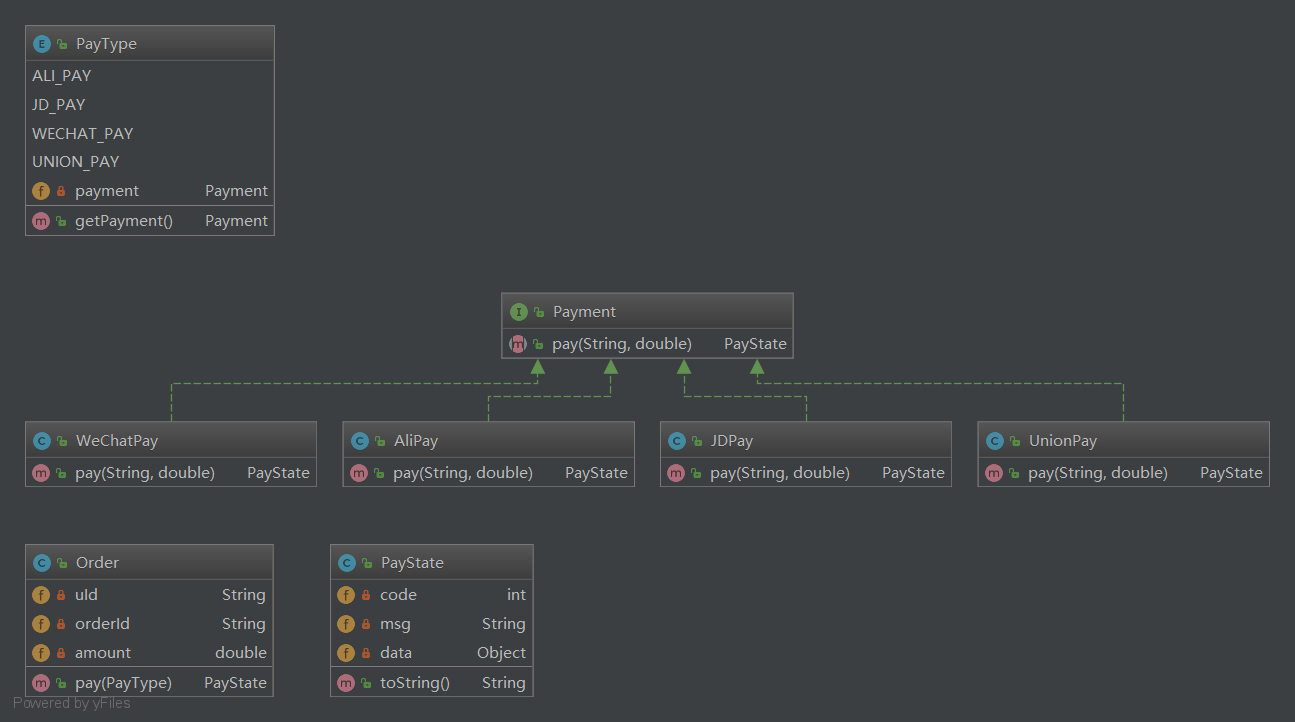 E PayType
ALI_PAY
JD_PAY
WECHAT_PAY
UNION_PAY
f payment Payment
m getPayment() Payment
I Payment
m pay(String, double) PayState
C WeChatPay
m pay(String, double) PayState
C AliPay
m pay(String, double) PayState
C JDPay
m pay(String, double) PayState
C UnionPay
m pay(String, double) PayState
C Order
f uId String
f orderId String
f amount double
m pay(PayType) PayState
C PayState
f code int
f msg String
f data Object
m toString() String
Powered by yFiles